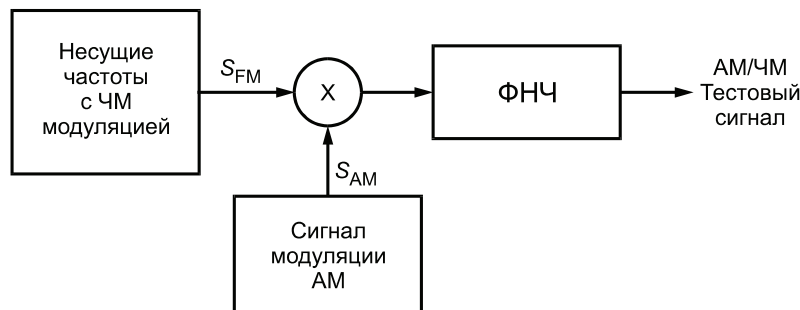 Несущие
частоты
с ЧМ
модуляцией
SFM
X
SAM
ФНЧ
АМ/ЧМ
Тестовый
сигнал
Сигнал
модуляции
АМ